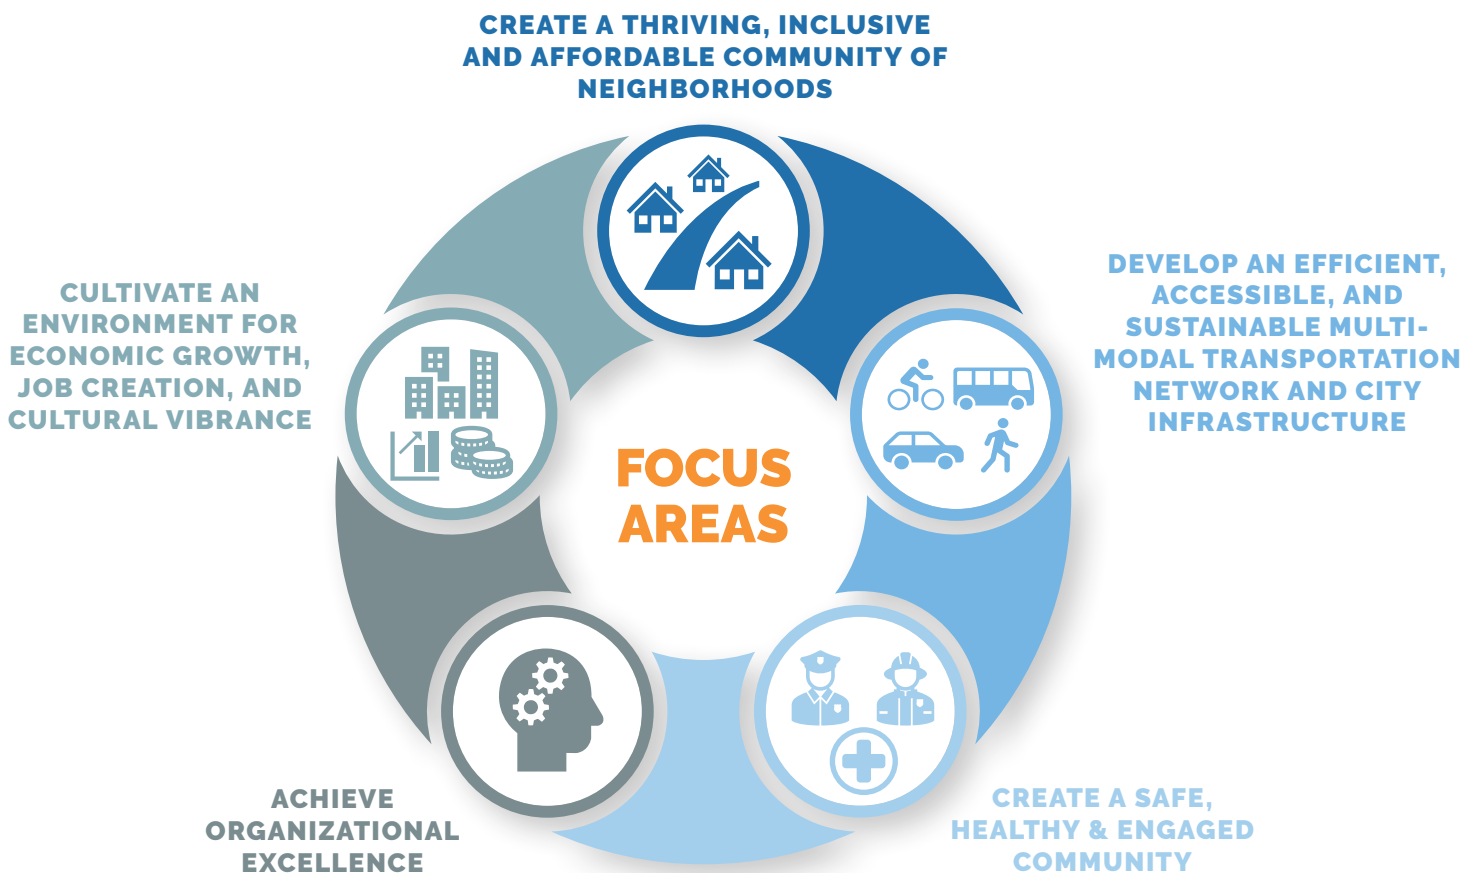 CREATE A THRIVING, INCLUSIVE
AND AFFORDABLE COMMUNITY OF
NEIGHBORHOODS
DEVELOP AN EFFICIENT,
ACCESSIBLE, AND
SUSTAINABLE MULTI-
MODAL TRANSPORTATION
NETWORK AND CITY
INFRASTRUCTURE
CULTIVATE AN
ENVIRONMENT FOR
ECONOMIC GROWTH,
JOB CREATION, AND
CULTURAL VIBRANCE
FOCUS
AREAS
ACHIEVE
ORGANIZATIONAL
EXCELLENCE
CREATE A SAFE,
HEALTHY & ENGAGED
COMMUNITY